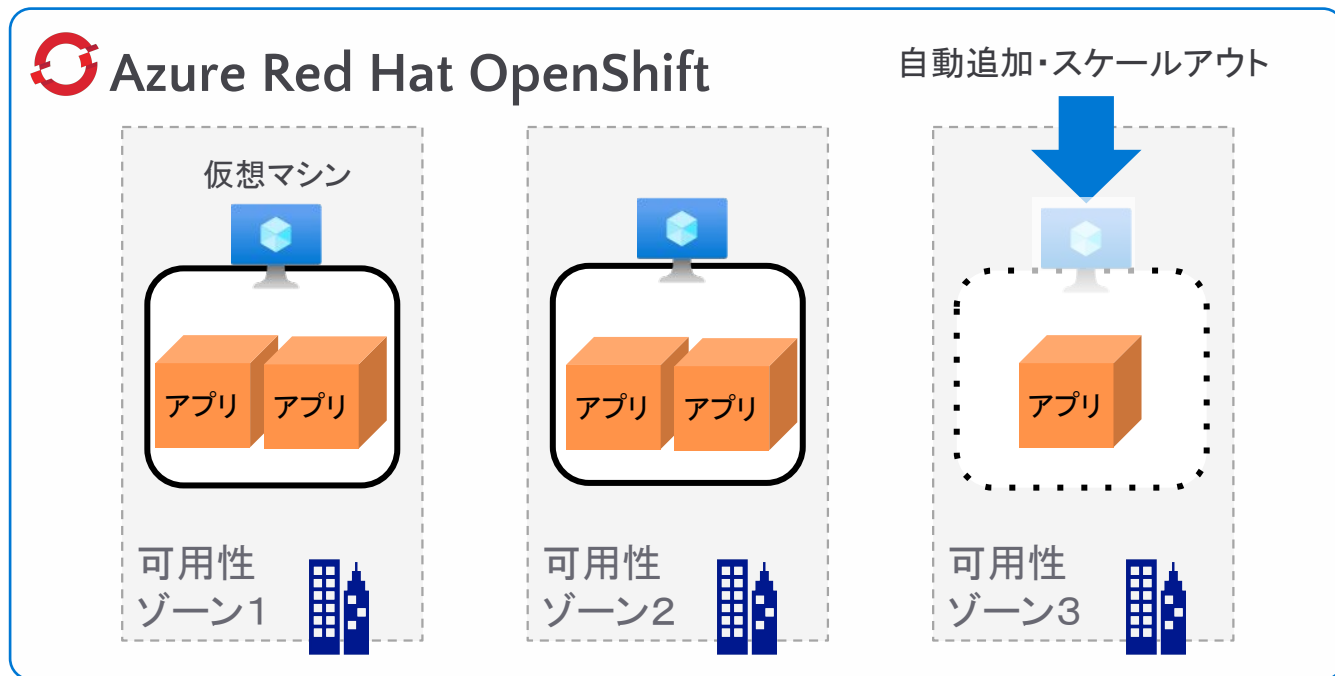 Azure Red Hat OpenShift
自動追加・スケールアウト
仮想マシン
アプリ
アプリ
アプリ
アプリ
アプリ
可用性
ゾーン1
可用性
ゾーン2
可用性
ゾーン3